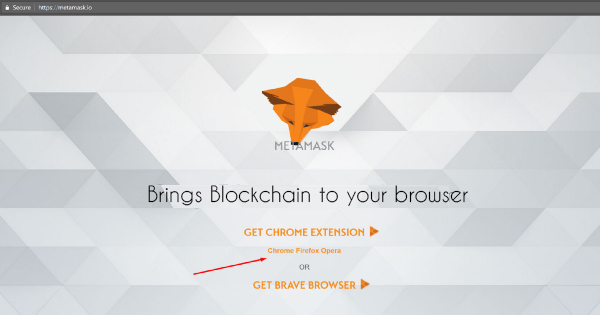 Secure https://metamask.io
METAMASK
Brings Blockchain to your browser
GET CHROME EXTENSION
Chrome Firefox Opera
OR
GET BRAVE BROWSER